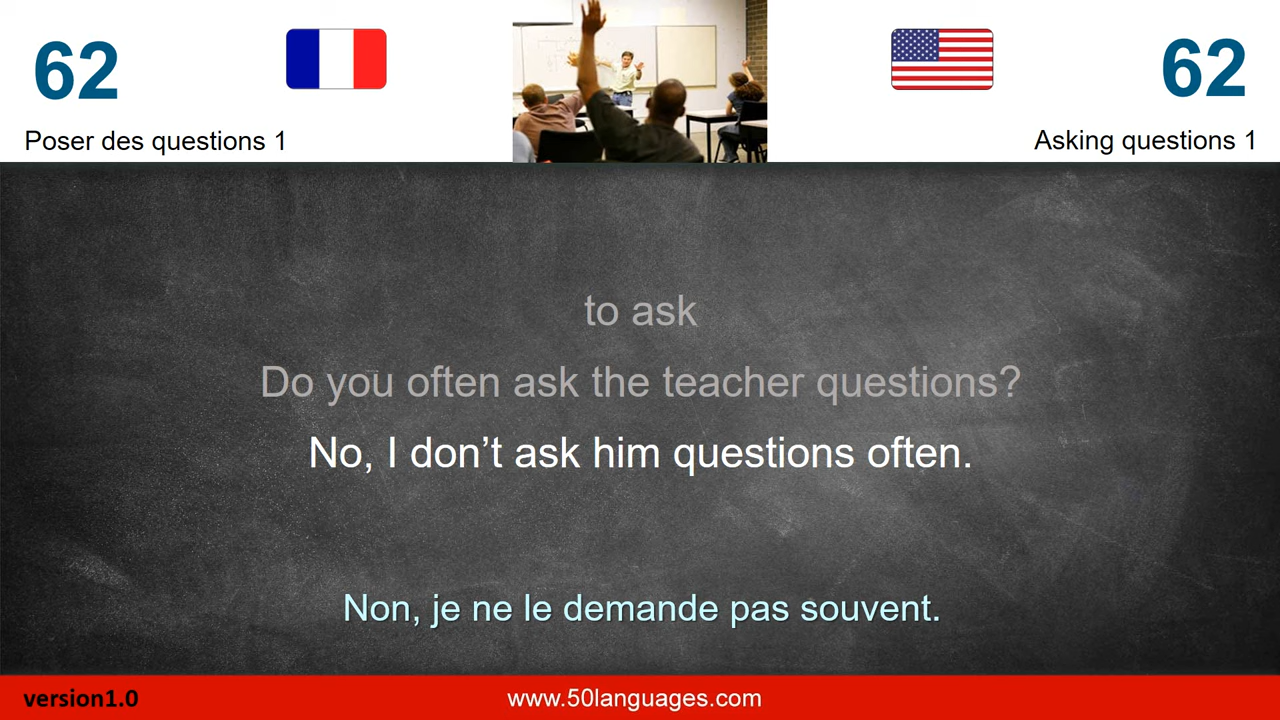 62
62
Poser des questions 1
Asking questions 1
to ask
Do you often ask the teacher questions?
No, I don’t ask him questions often.
Non, je ne le demande pas souvent.
version1.0
www.50languages.com